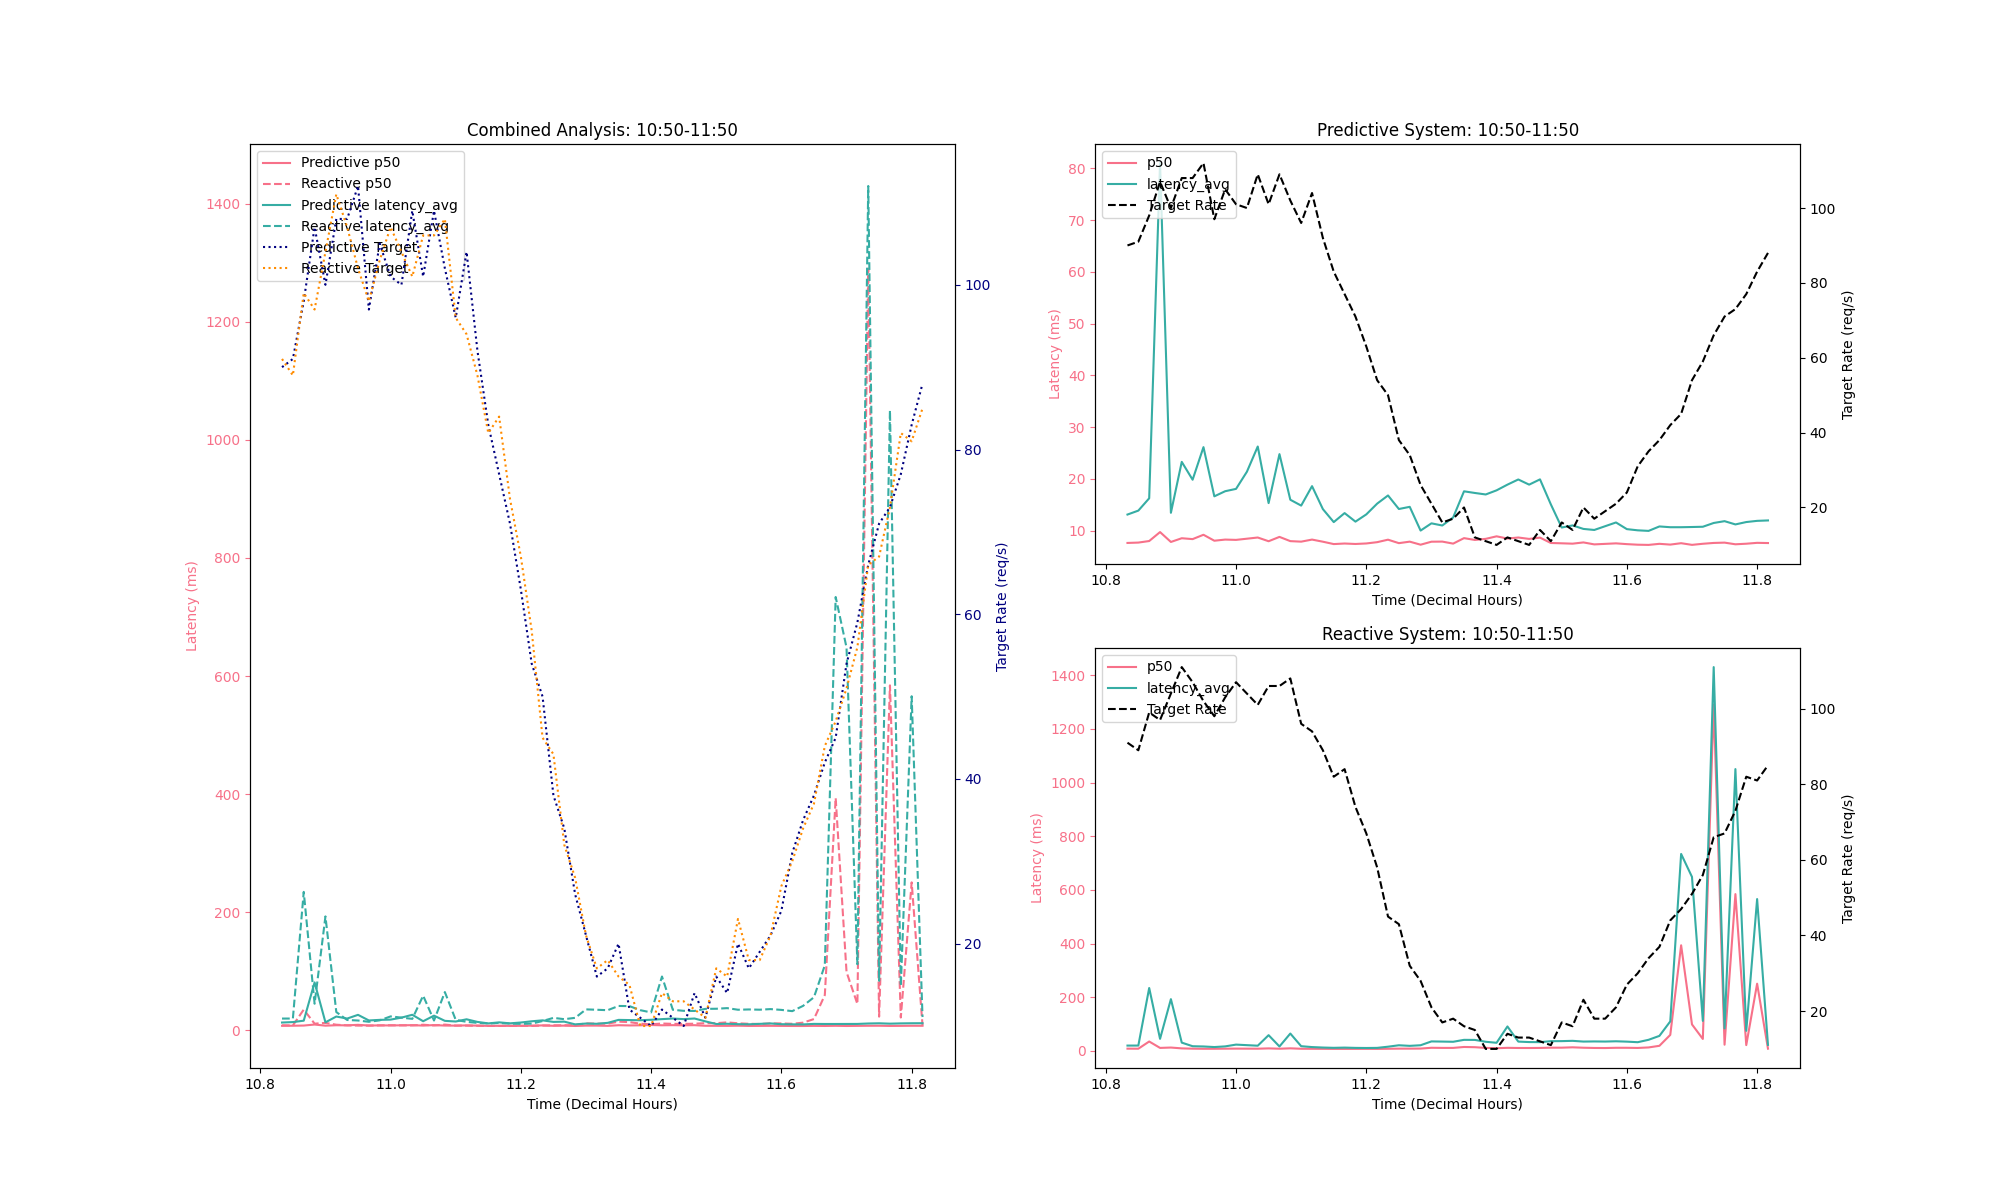 Combined Analysis: 10:50-11:50
Predictive p50
Reactive p50
Predictive latency_avg
Reactive latency_avg
Predictive Target
Reactive Target
1400
1200
1000
800
600
400
200
0
Latency (ms)
100
80
60
40
20
Target Rate (req/s)
10.8 11.0 11.2 11.4 11.6 11.8
Time (Decimal Hours)
Predictive System: 10:50-11:50
p50
latency_avg
Target Rate
80
70
60
50
40
30
20
10
Latency (ms)
100
80
60
40
20
Target Rate (req/s)
10.8 11.0 11.2 11.4 11.6 11.8
Time (Decimal Hours)
Reactive System: 10:50-11:50
p50
latency_avg
Target Rate
1400
1200
1000
800
600
400
200
0
Latency (ms)
100
80
60
40
20
Target Rate (req/s)
10.8 11.0 11.2 11.4 11.6 11.8
Time (Decimal Hours)